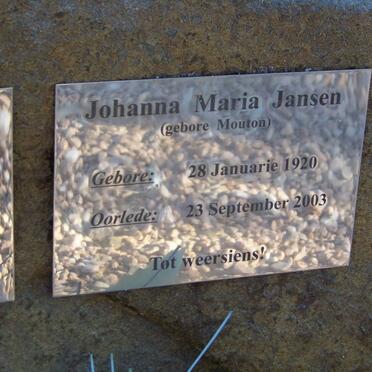 Johanna Maria Jansen
(gebore Mouton)
Gebore: 28 Januarie 1920
Oorlede: 23 September 2003
Tot weersiens!